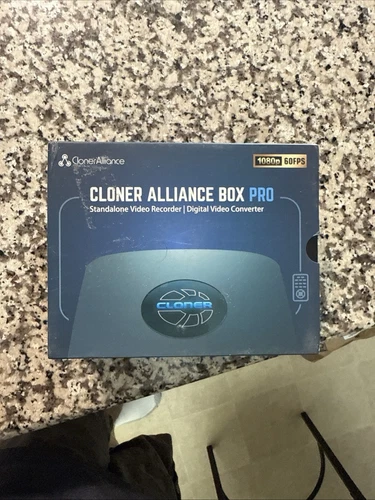 ClonerAlliance
1080p 60FPS
CLONER ALLIANCE BOX PRO
Standalone Video Recorder | Digital Video Converter
CLONER